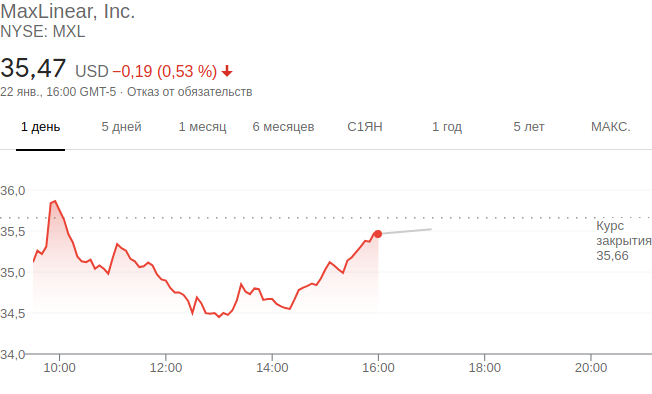 MaxLinear, Inc.
NYSE: MXL
35,47 USD −0,19 (0,53 %)
22 янв., 16:00 GMT-5 · Отказ от обязательств
1 день 5 дней 1 месяц 6 месяцев С1ЯН 1 год 5 лет МАКС.
36,0
35,5
35,0
34,5
34,0
Курс
закрытия
35,66
10:00 12:00 14:00 16:00 18:00 20:00